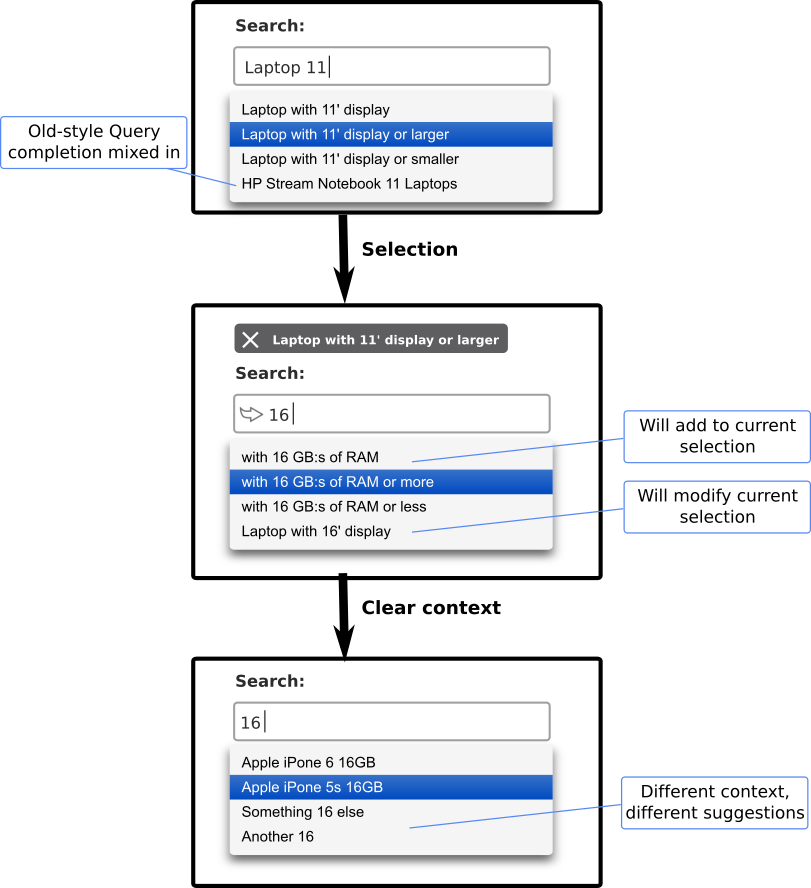 Search:
Laptop 11
Laptop with 11' display
Laptop with 11' display or larger
Laptop with 11' display or smaller
HP Stream Notebook 11 Laptops
Old-style Query
completion mixed in
Selection
Laptop with 11' display or larger
Search:
16
with 16 GB:s of RAM
with 16 GB:s of RAM or more
with 16 GB:s of RAM or less
Laptop with 16' display
Will add to current
selection
Will modify current
selection
Clear context
Search:
16
Apple iPone 6 16GB
Apple iPone 5s 16GB
Something 16 else
Another 16
Different context,
different suggestions